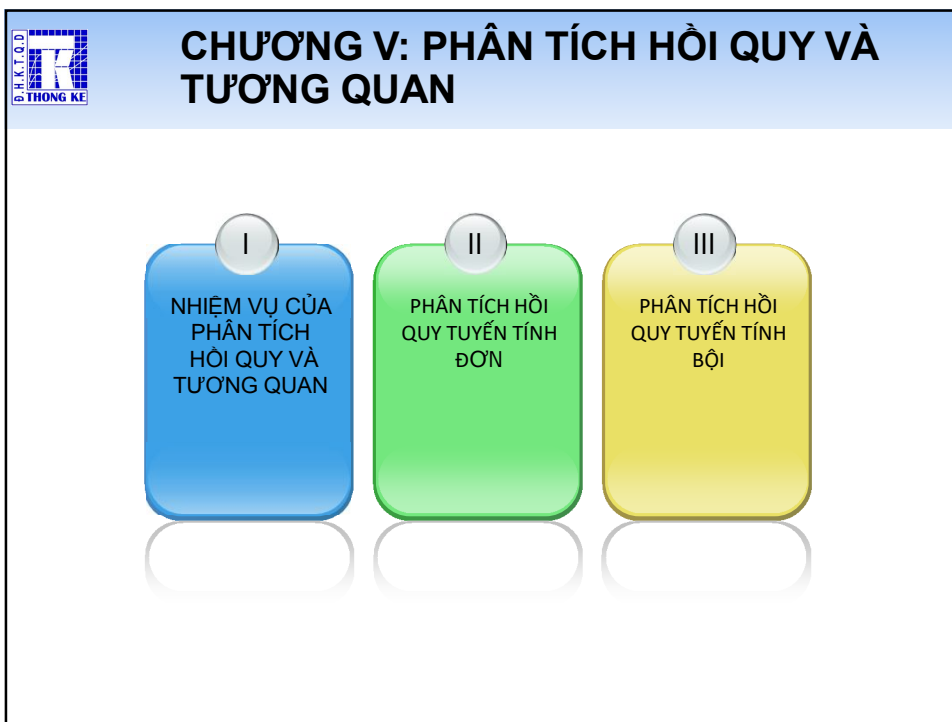 Đ.H.K.T.Q.D
THONG KE
CHƯƠNG V: PHÂN TÍCH HỒI QUY VÀ
TƯƠNG QUAN
I
NHIỆM VỤ CỦA
PHÂN TÍCH
HỒI QUY VÀ
TƯƠNG QUAN
II
PHÂN TÍCH HỒI
QUY TUYẾN TÍNH
ĐƠN
III
PHÂN TÍCH HỒI
QUY TUYẾN TÍNH
BỘI